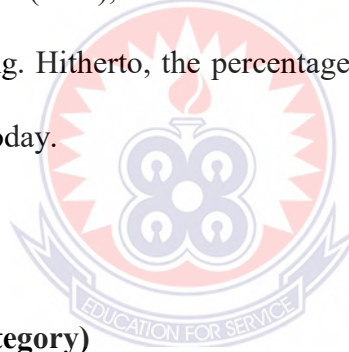 g. Hitherto, the percentage
oday.
EDUCATION FOR SERVICE
tegory)